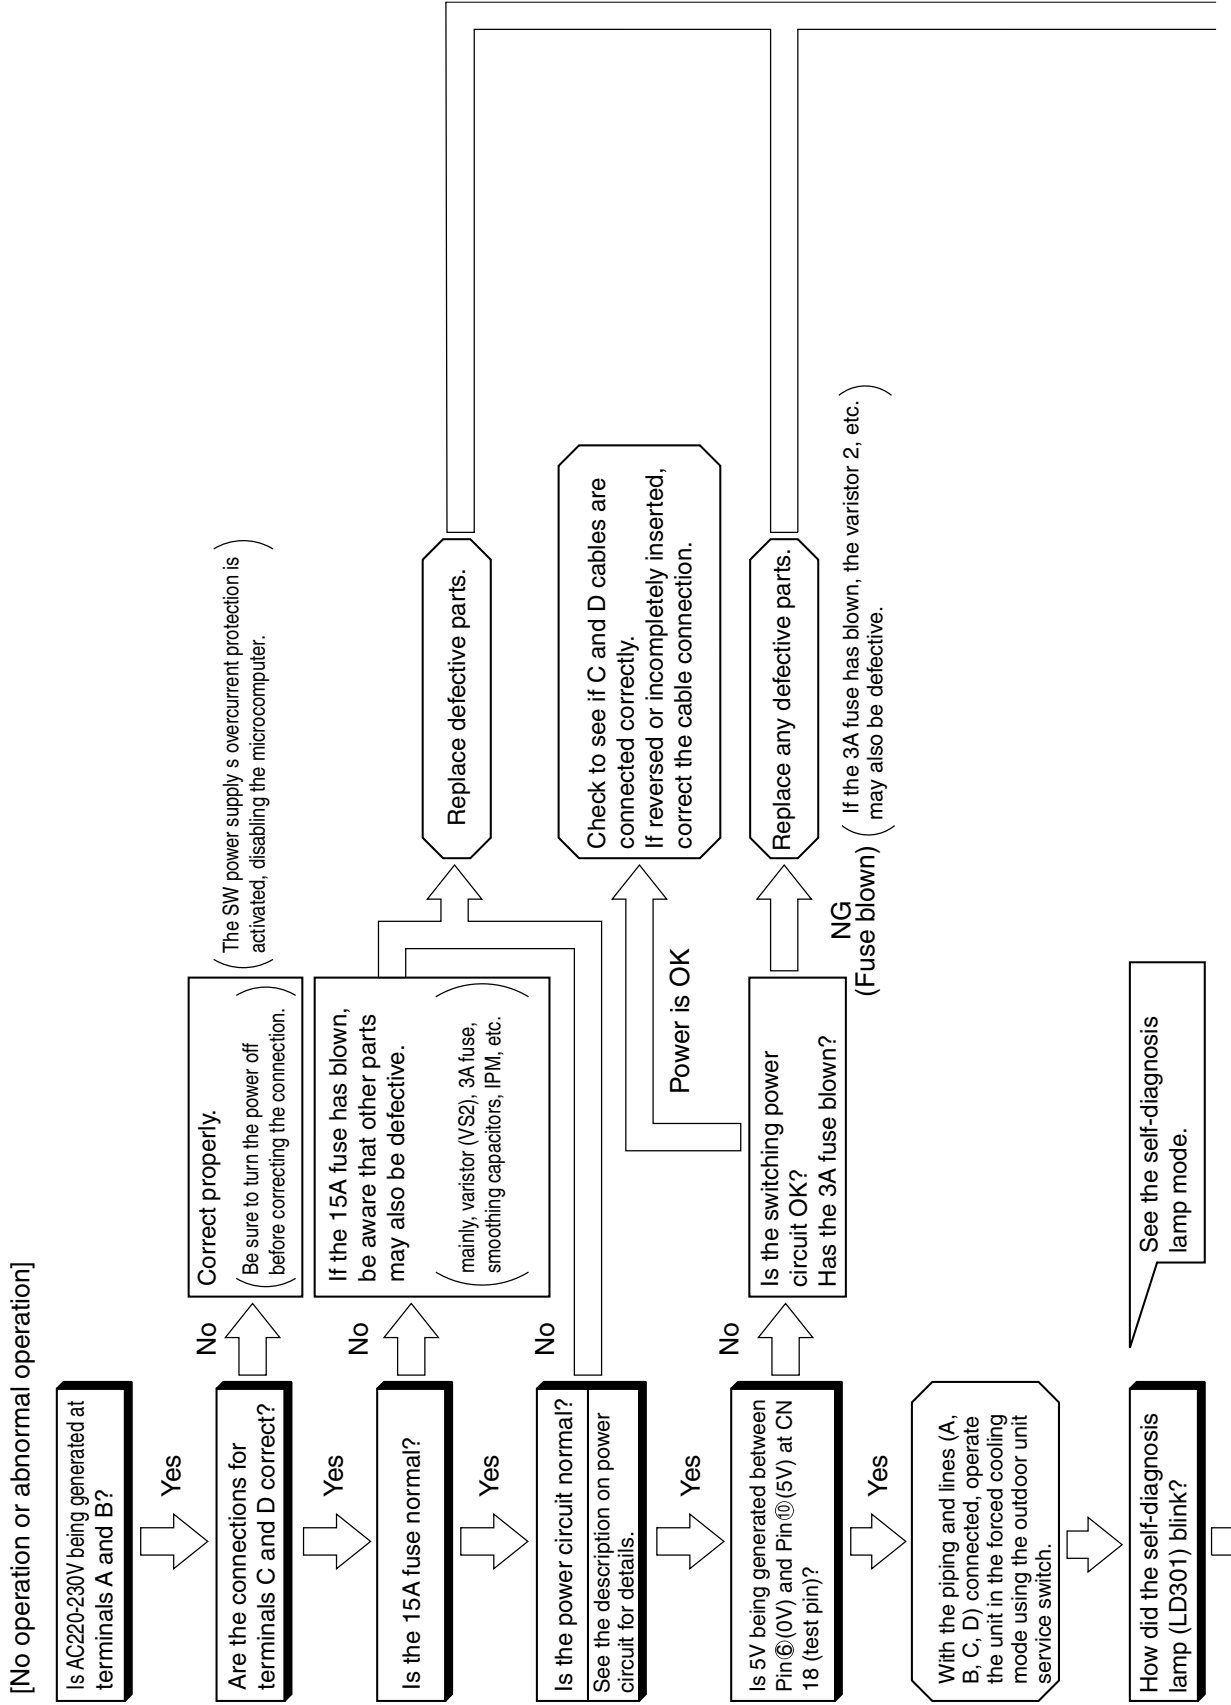 [No operation or abnormal operation]
Is AC220-230V being generated at
terminals A and B?
Yes
Are the connections for
terminals C and D correct?
No
Correct properly.
(Be sure to turn the power off
before correcting the connection.)
(The SW power supply s overcurrent protection is
activated, disabling the microcomputer.)
Yes
Is the 15A fuse normal?
No
If the 15A fuse has blown,
be aware that other parts
may also be defective.
(mainly, varistor (VS2), 3A fuse,
smoothing capacitors, IPM, etc.)
Replace defective parts.
Yes
Is the power circuit normal?
See the description on power
circuit for details.
No
Yes
Is 5V being generated between
Pin⑥(0V) and Pin⑩(5V) at CN
18 (test pin)?
No
Is the switching power
circuit OK?
Has the 3A fuse blown?
Power is OK
Check to see if C and D cables are
connected correctly.
If reversed or incompletely inserted,
correct the cable connection.
NG
(Fuse blown)
Replace any defective parts.
(If the 3A fuse has blown, the varistor 2, etc.
may also be defective.)
Yes
With the piping and lines (A,
B, C, D) connected, operate
the unit in the forced cooling
mode using the outdoor unit
service switch.
How did the self-diagnosis
lamp (LD301) blink?
See the self-diagnosis
lamp mode.